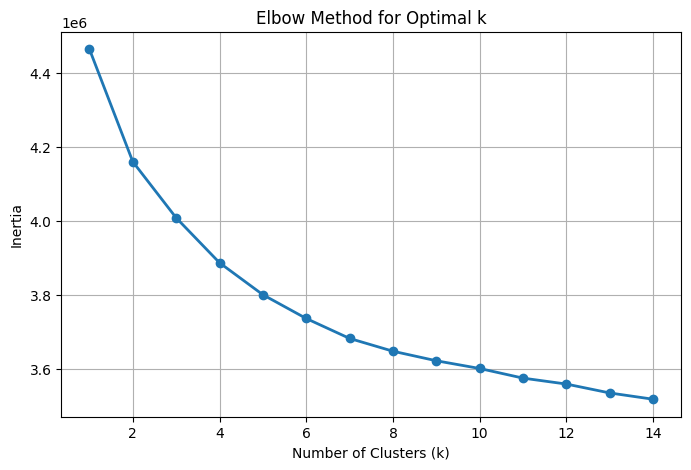 Elbow Method for Optimal k
1e6
4.4
4.2
4.0
3.8
3.6
Inertia
2 4 6 8 10 12 14
Number of Clusters (k)